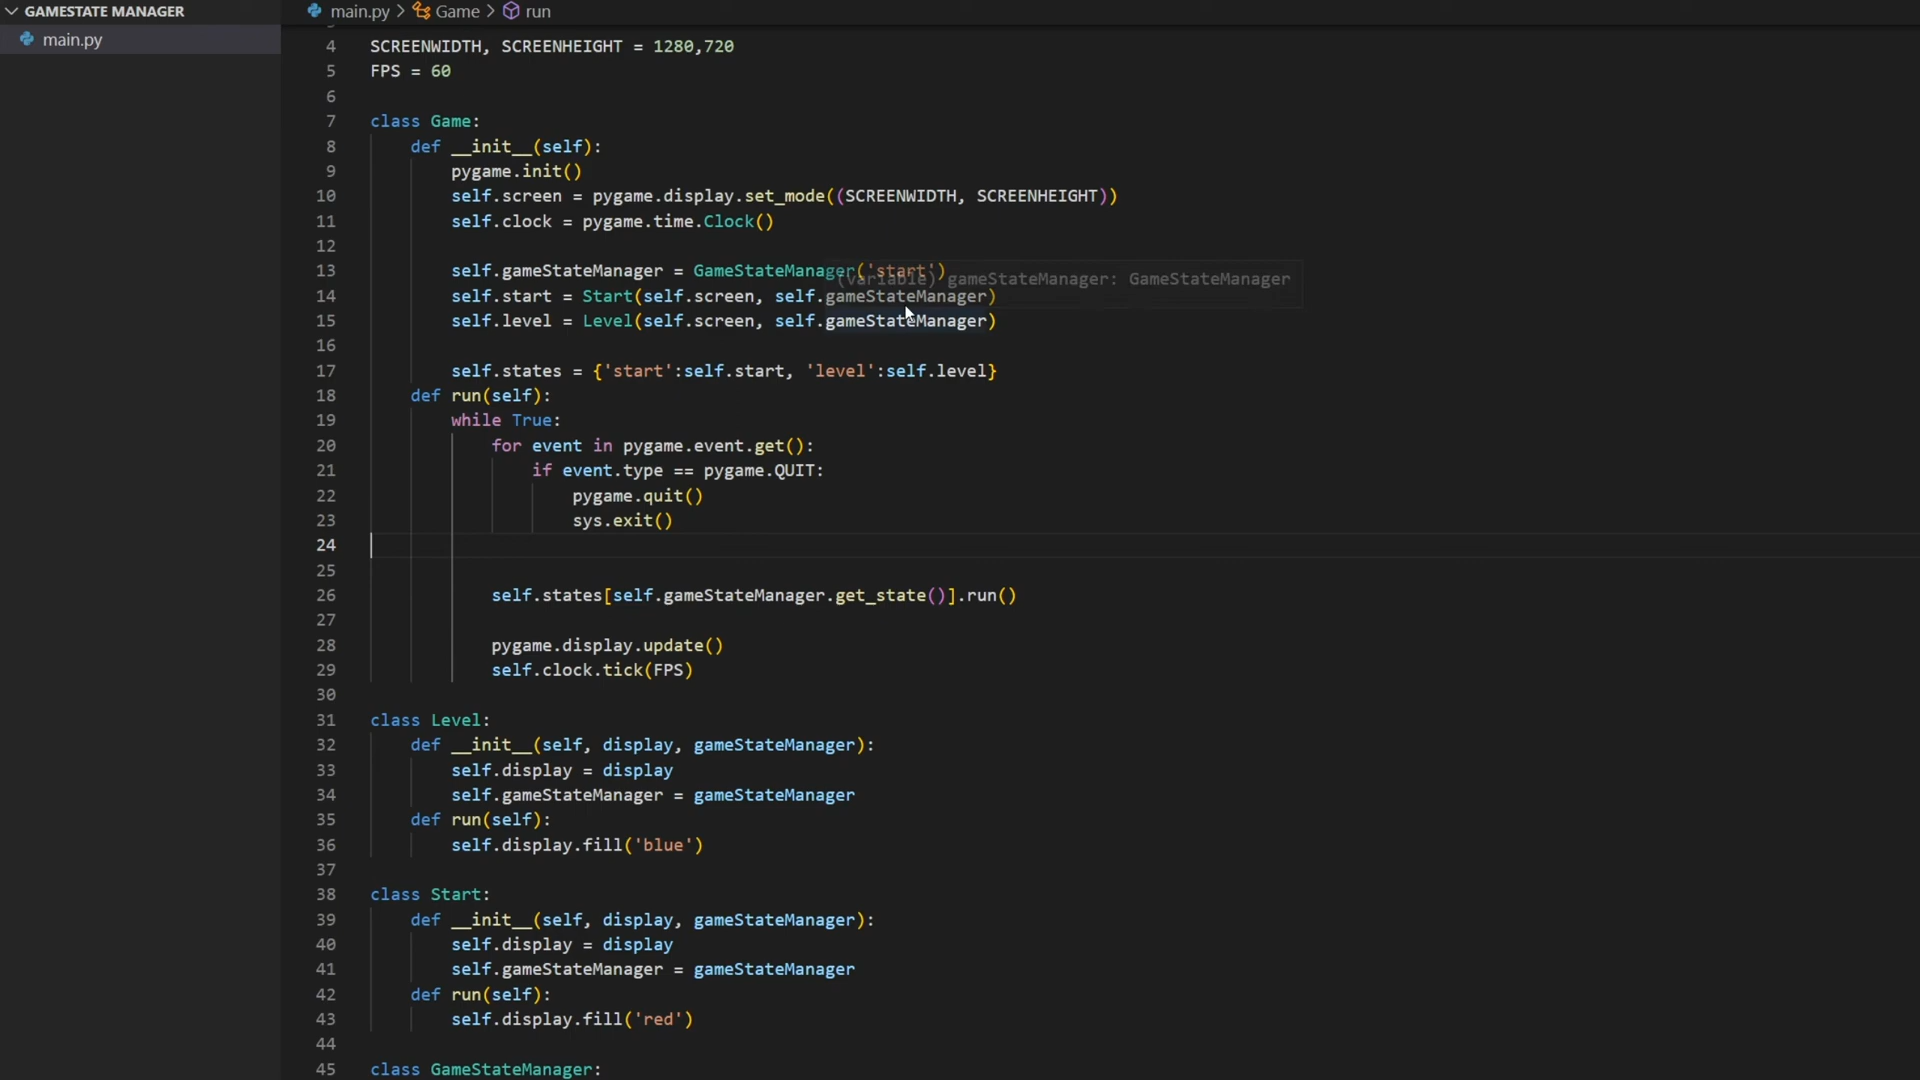 GAMESTATE MANAGER
main.py
main.py > Game > run
4 SCREENWIDTH, SCREENHEIGHT = 1280,720
5 FPS = 60
6
7 class Game:
8 def __init__(self):
9 pygame.init()
10 self.screen = pygame.display.set_mode((SCREENWIDTH, SCREENHEIGHT))
11 self.clock = pygame.time.Clock()
12
13 self.gameStateManager = GameStateManager('start')
(variable) gameStateManager: GameStateManager
14 self.start = Start(self.screen, self.gameStateManager)
15 self.level = Level(self.screen, self.gameStateManager)
16
17 self.states = {'start':self.start, 'level':self.level}
18 def run(self):
19 while True:
20 for event in pygame.event.get():
21 if event.type == pygame.QUIT:
22 pygame.quit()
23 sys.exit()
24
25
26 self.states[self.gameStateManager.get_state()].run()
27
28 pygame.display.update()
29 self.clock.tick(FPS)
30
31 class Level:
32 def __init__(self, display, gameStateManager):
33 self.display = display
34 self.gameStateManager = gameStateManager
35 def run(self):
36 self.display.fill('blue')
37
38 class Start:
39 def __init__(self, display, gameStateManager):
40 self.display = display
41 self.gameStateManager = gameStateManager
42 def run(self):
43 self.display.fill('red')
44
45 class GameStateManager: